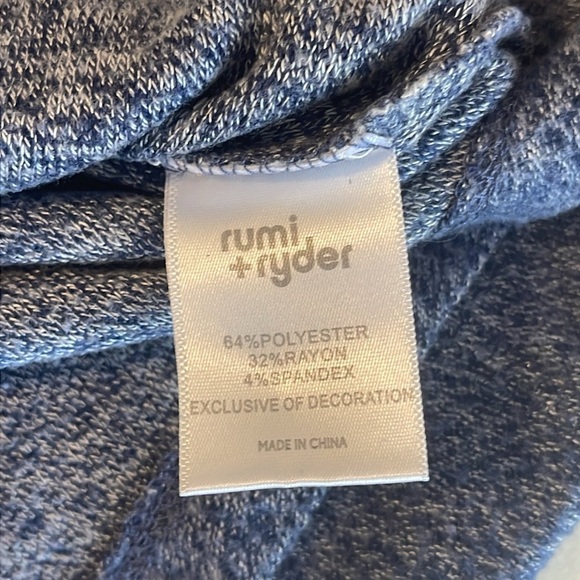 rumi
+ryder
64%POLYESTER
32%RAYON
4%SPANDEX
EXCLUSIVE OF DECORATION
MADE IN CHINA